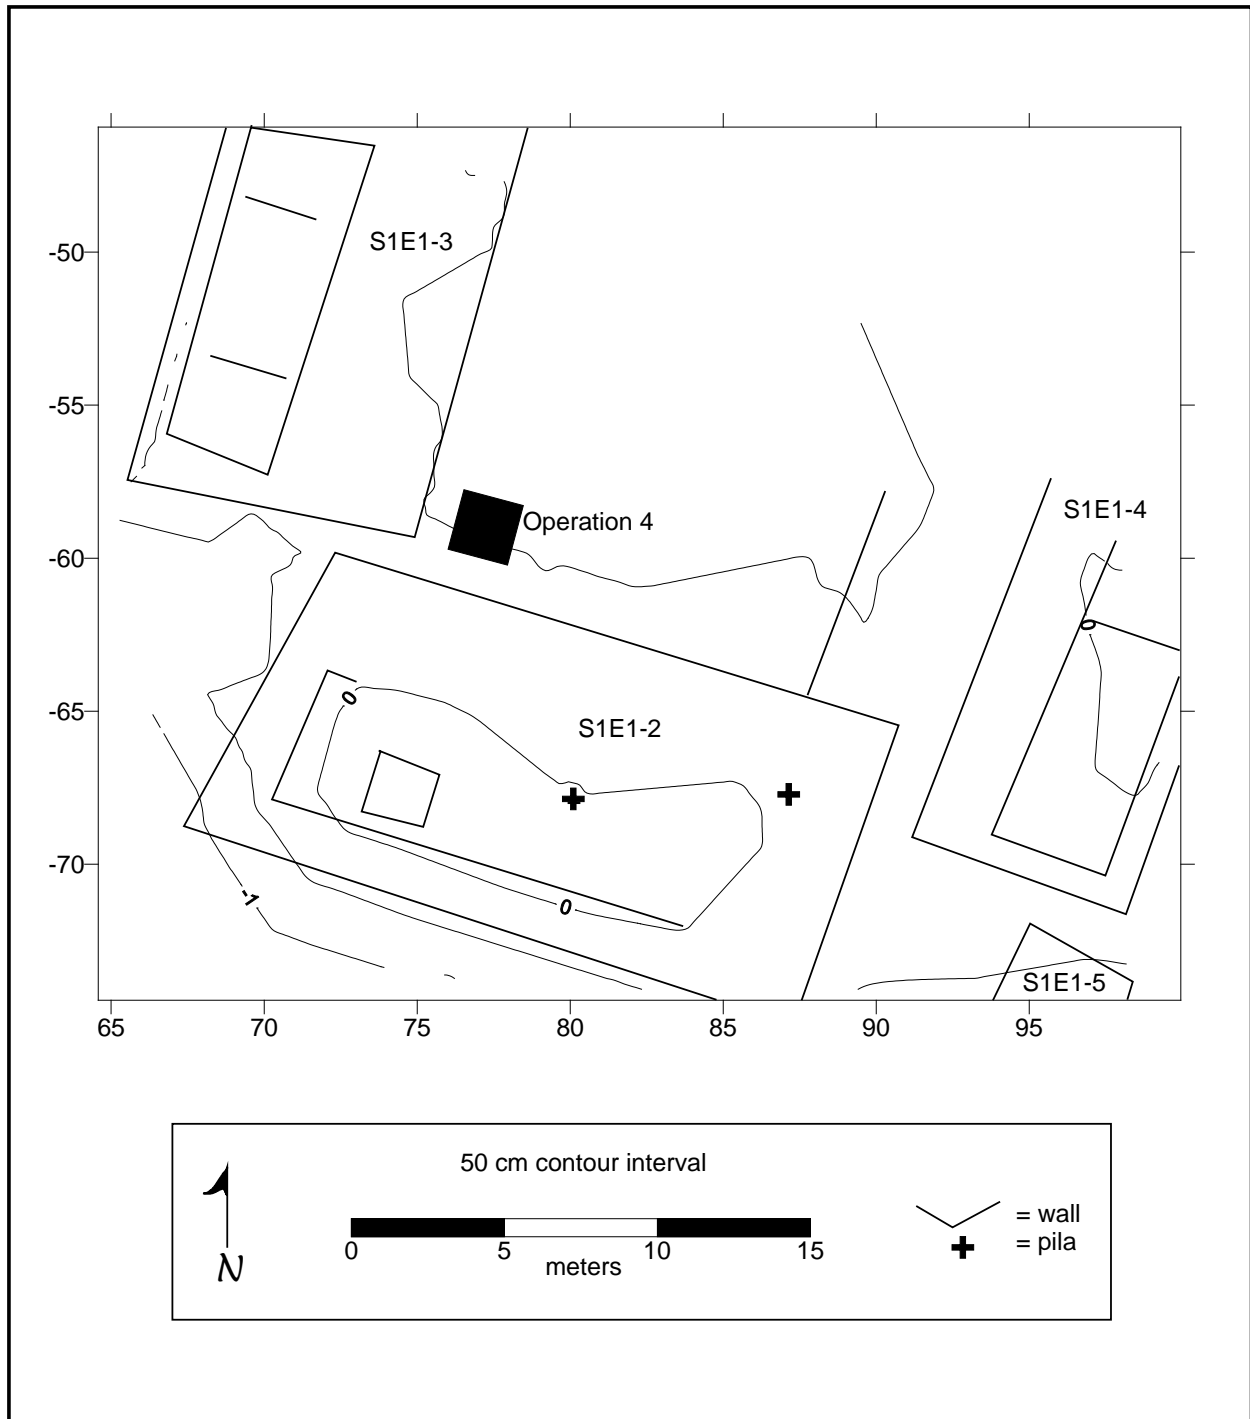 S1E1-3
-50
-55
S1E1-4
Operation 4
-60
0
0
-65
S1E1-2
-70
-1
0
S1E1-5
65 70 75 80 85 90 95
50 cm contour interval
= wall
= pila
0 5 10 15
meters
N